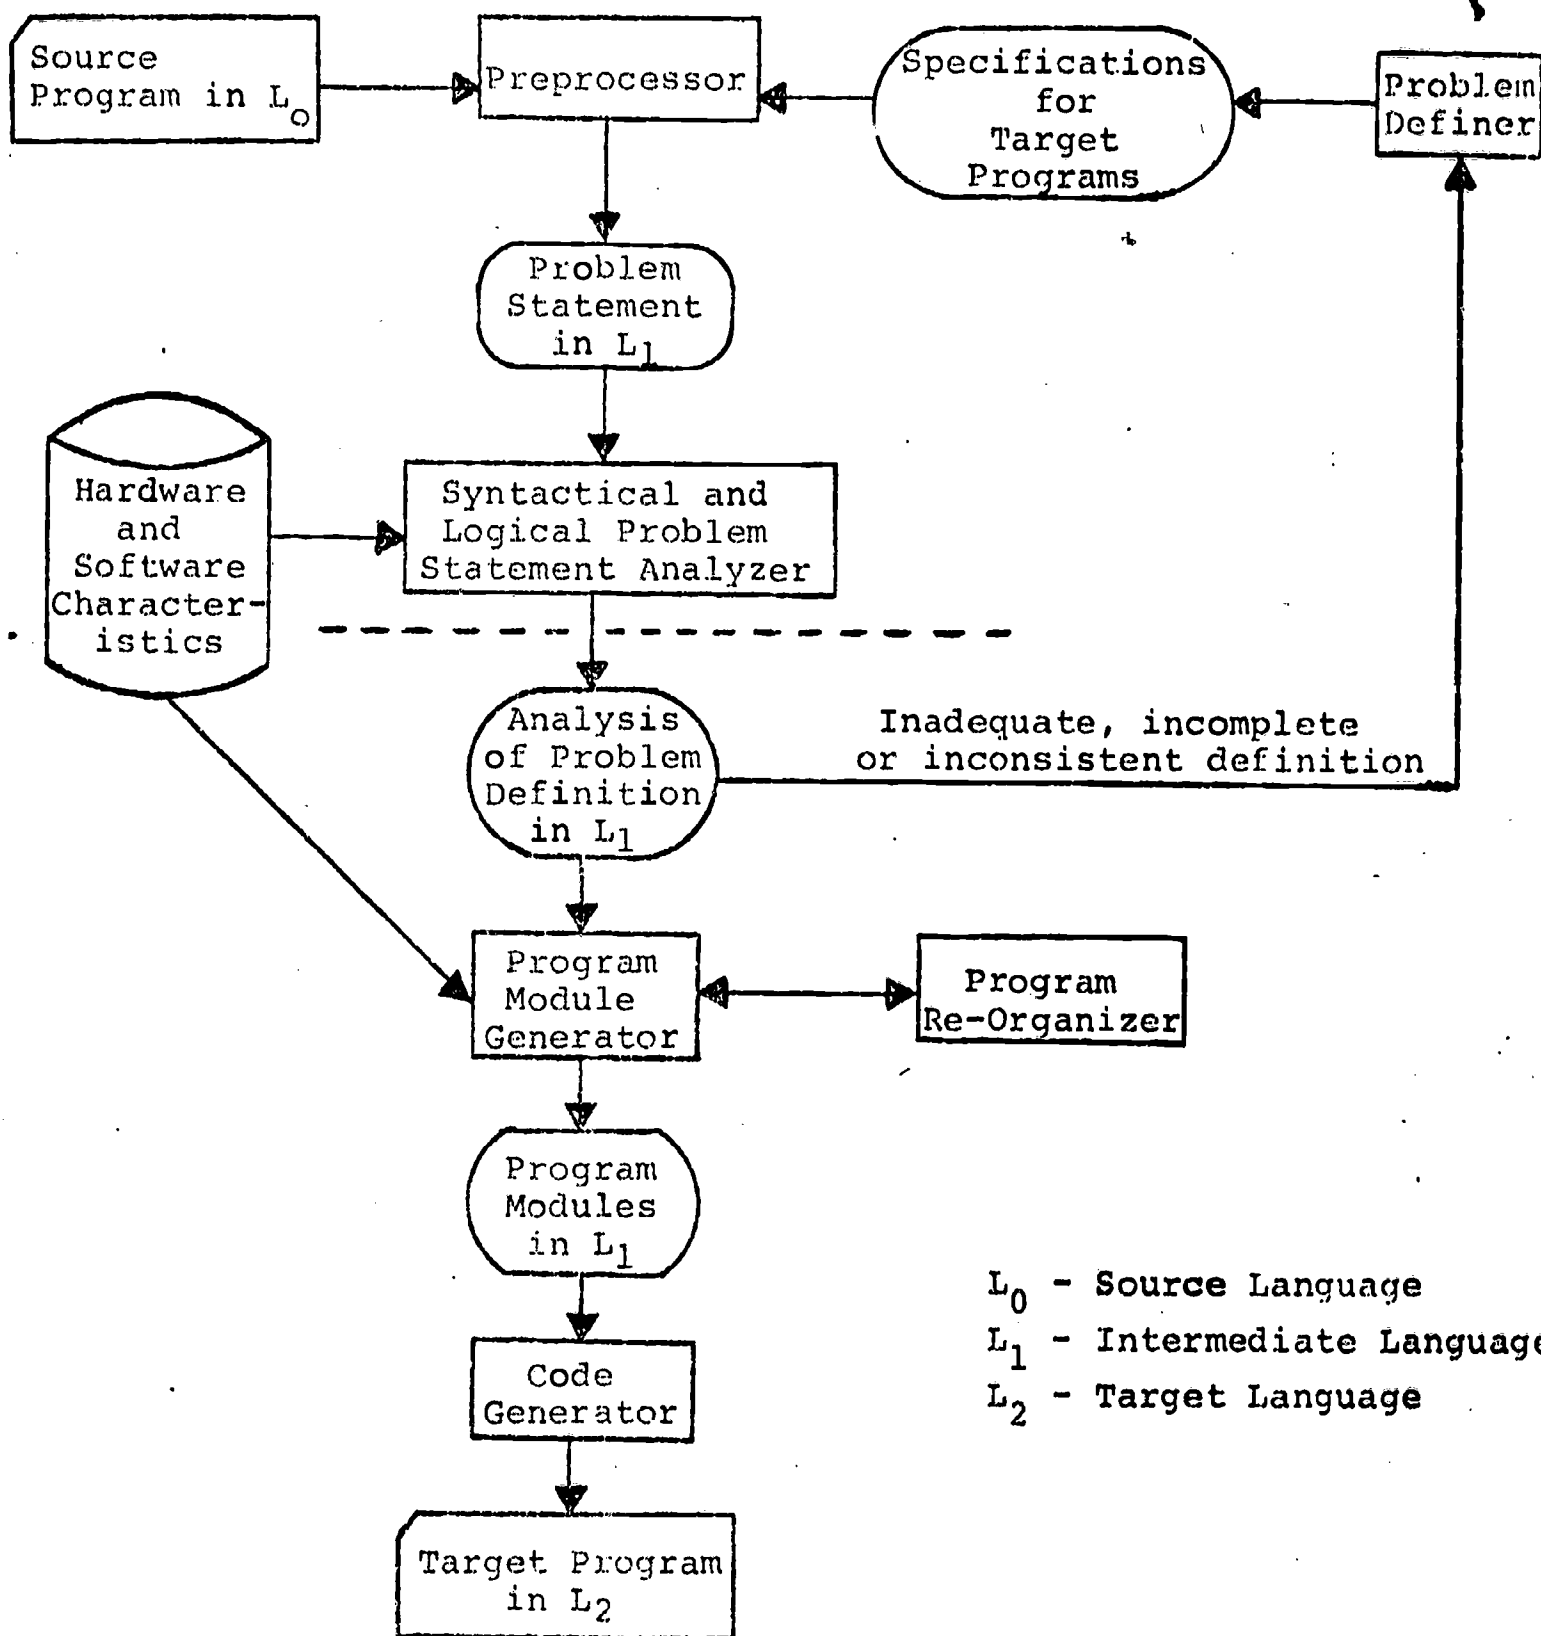 Source
Program in L₀
Preprocessor
Specifications
for
Target
Programs
Problem
Definer
Problem
Statement
in L₁
Hardware
and
Software
Character-
istics
Syntactical and
Logical Problem
Statement Analyzer
Analysis
of Problem
Definition
in L₁
Inadequate, incomplete
or inconsistent definition
Program
Module
Generator
Program
Re-Organizer
Program
Modules
in L₁
L₀ - Source Language
L₁ - Intermediate Language
L₂ - Target Language
Code
Generator
Target Program
in L₂